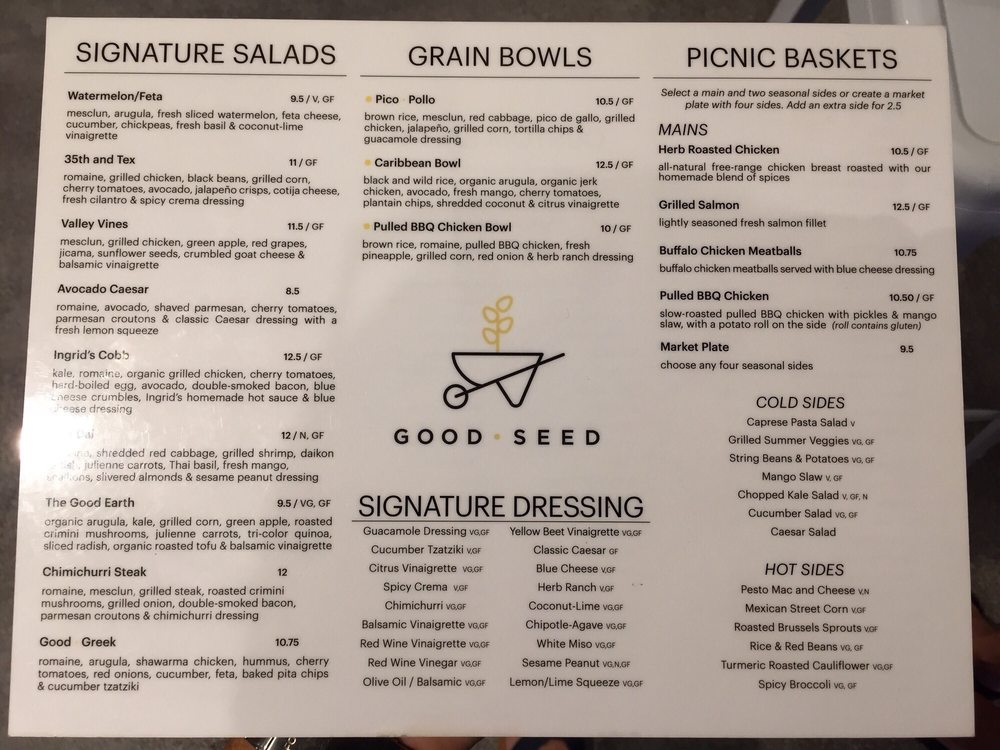 SIGNATURE SALADS
Watermelon/Feta 9.5 / V, GF
mesclun, arugula, fresh sliced watermelon, feta cheese,
cucumber, chickpeas, fresh basil & coconut-lime
vinaigrette
35th and Tex 11 / GF
romaine, grilled chicken, black beans, grilled corn,
cherry tomatoes, avocado, jalapeño crisps, cotija cheese,
fresh cilantro & spicy crema dressing
Valley Vines 11.5 / GF
mesclun, grilled chicken, green apple, red grapes,
jicama, sunflower seeds, crumbled goat cheese &
balsamic vinaigrette
Avocado Caesar 8.5
romaine, avocado, shaved parmesan, cherry tomatoes,
parmesan croutons & classic Caesar dressing with a
fresh lemon squeeze
Ingrid's Cobb 12.5 / GF
kale, romaine, organic grilled chicken, cherry tomatoes,
hard-boiled egg, avocado, double-smoked bacon, blue
cheese crumbles, Ingrid's homemade hot sauce & blue
cheese dressing
12 / N, GF
shredded red cabbage, grilled shrimp, daikon
julienne carrots, Thai basil, fresh mango,
slivered almonds & sesame peanut dressing
The Good Earth 9.5 / VG, GF
organic arugula, kale, grilled corn, green apple, roasted
crimini mushrooms, julienne carrots, tri-color quinoa,
sliced radish, organic roasted tofu & balsamic vinaigrette
Chimichurri Steak 12
romaine, mesclun, grilled steak, roasted crimini
mushrooms, grilled onion, double-smoked bacon,
parmesan croutons & chimichurri dressing
Good Greek 10.75
romaine, arugula, shawarma chicken, hummus, cherry
tomatoes, red onions, cucumber, feta, baked pita chips
& cucumber tzatziki
GRAIN BOWLS
Pico Pollo 10.5 / GF
brown rice, mesclun, red cabbage, pico de gallo, grilled
chicken, jalapeño, grilled corn, tortilla chips &
guacamole dressing
Caribbean Bowl 12.5 / GF
black and wild rice, organic arugula, organic jerk
chicken, avocado, fresh mango, cherry tomatoes,
plantain chips, shredded coconut & citrus vinaigrette
Pulled BBQ Chicken Bowl 10 / GF
brown rice, romaine, pulled BBQ chicken, fresh
pineapple, grilled corn, red onion & herb ranch dressing
GOOD • SEED
SIGNATURE DRESSING
Guacamole Dressing VG,GF Yellow Beet Vinaigrette VG,GF
Cucumber Tzatziki V,GF Classic Caesar GF
Citrus Vinaigrette VG,GF Blue Cheese V,GF
Spicy Crema V,GF Herb Ranch V,GF
Chimichurri VG,GF Coconut-Lime VG,GF
Balsamic Vinaigrette VG,GF Chipotle-Agave VG,GF
Red Wine Vinaigrette VG,GF White Miso VG,GF
Red Wine Vinegar VG,GF Sesame Peanut VG,N,GF
Olive Oil / Balsamic VG,GF Lemon/Lime Squeeze VG,GF
PICNIC BASKETS
Select a main and two seasonal sides or create a market
plate with four sides. Add an extra side for 2.5
MAINS
Herb Roasted Chicken 10.5 / GF
all-natural free-range chicken breast roasted with our
homemade blend of spices
Grilled Salmon 12.5 / GF
lightly seasoned fresh salmon fillet
Buffalo Chicken Meatballs 10.75
buffalo chicken meatballs served with blue cheese dressing
Pulled BBQ Chicken 10.50 / GF
slow-roasted pulled BBQ chicken with pickles & mango
slaw, with a potato roll on the side (roll contains gluten)
Market Plate 9.5
choose any four seasonal sides
COLD SIDES
Caprese Pasta Salad V
Grilled Summer Veggies VG, GF
String Beans & Potatoes VG, GF
Mango Slaw V, GF
Chopped Kale Salad V, GF, N
Cucumber Salad VG, GF
Caesar Salad
HOT SIDES
Pesto Mac and Cheese V,N
Mexican Street Corn V,GF
Roasted Brussels Sprouts V,GF
Rice & Red Beans VG, GF
Turmeric Roasted Cauliflower VG,GF
Spicy Broccoli VG, GF